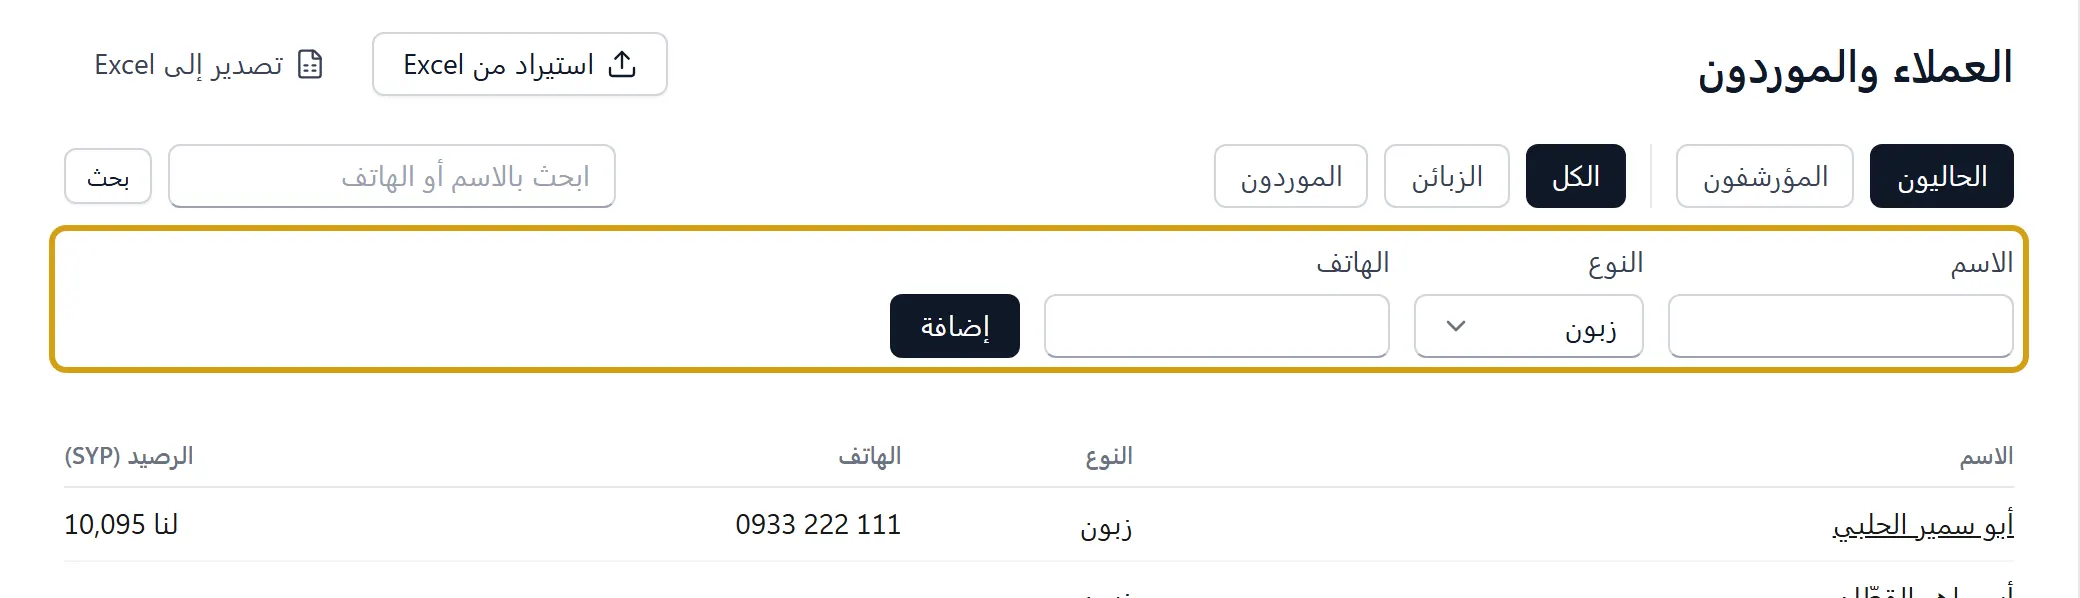 العملاء والموردون
استيراد من Excel
تصدير إلى Excel
الحاليون
المؤرشفون
الكل
الزبائن
الموردون
ابحث بالاسم أو الهاتف
بحث
الاسم
النوع
الهاتف
زبون
إضافة
الاسم النوع الهاتف الرصيد (SYP)
أبو سمير الحلبي زبون 0933 222 111 لنا 10,095